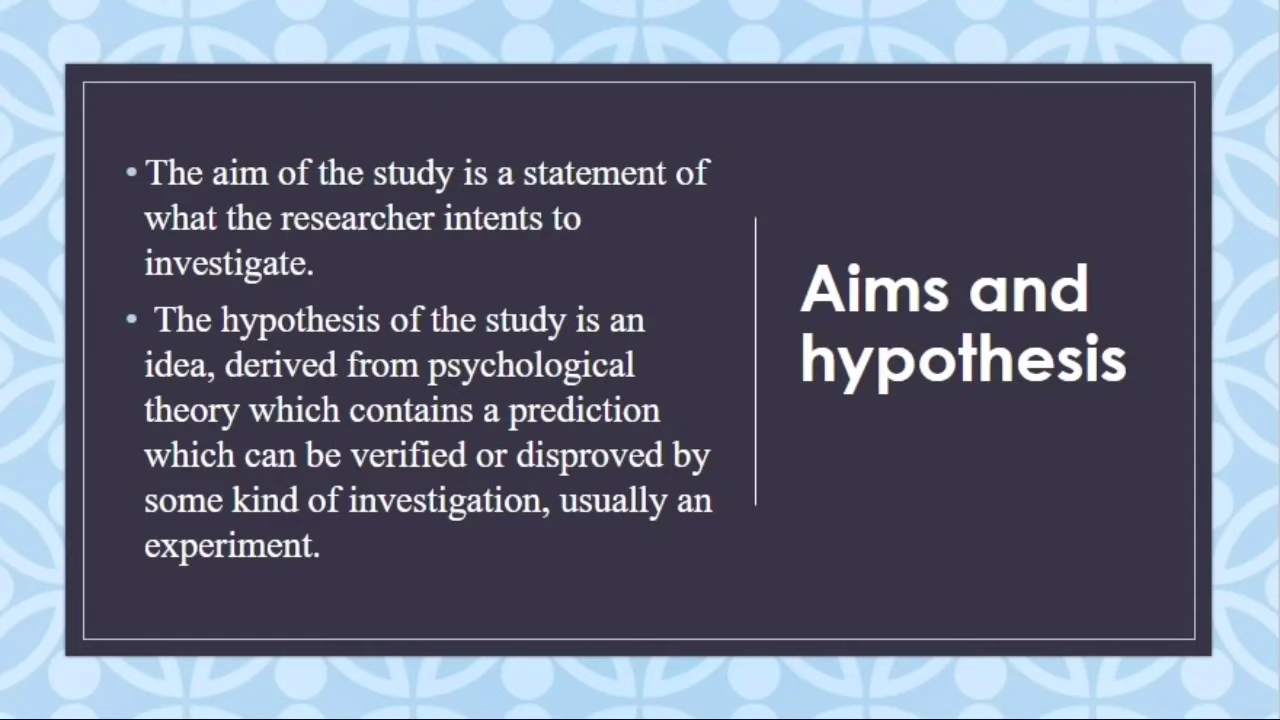 • The aim of the study is a statement of
what the researcher intents to
investigate.
• The hypothesis of the study is an
idea, derived from psychological
theory which contains a prediction
which can be verified or disproved by
some kind of investigation, usually an
experiment.
Aims and
hypothesis